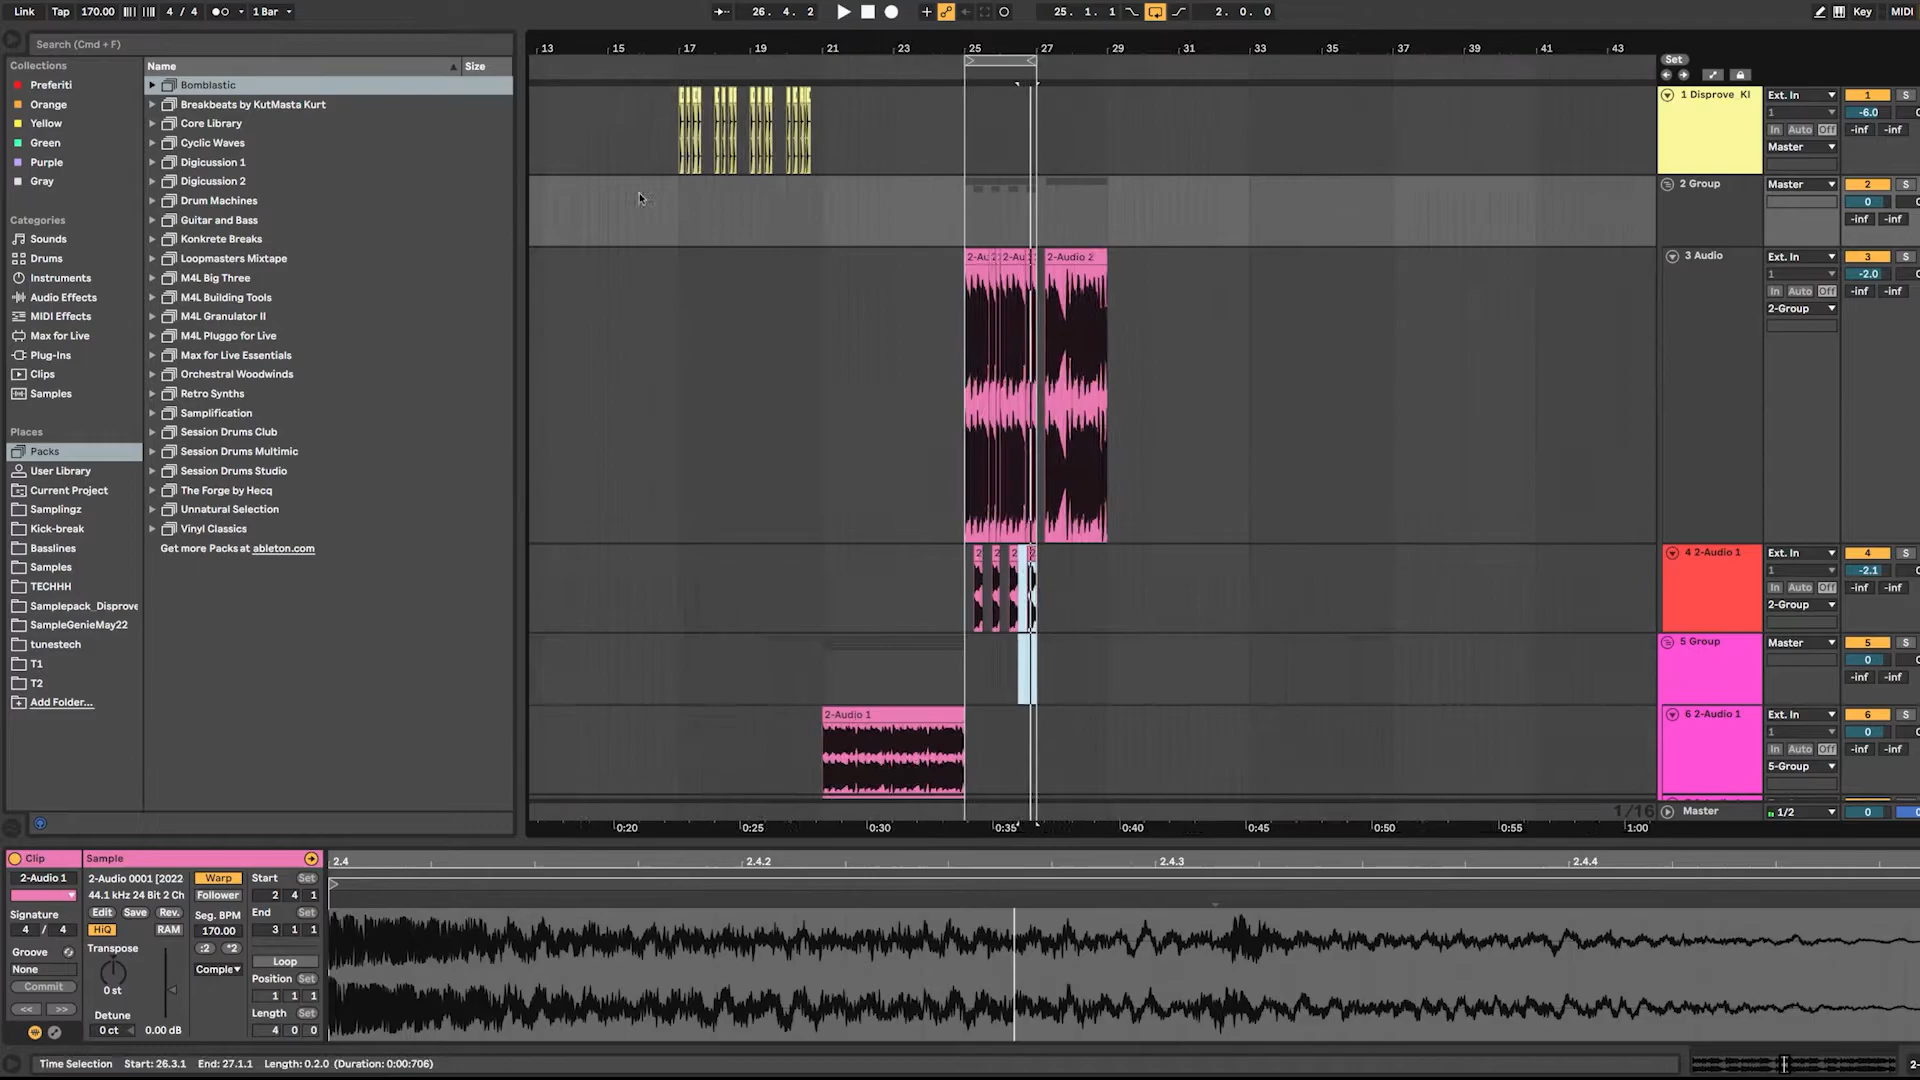 Link Tap 170.00 4 / 4 1 Bar 26. 4. 2 25. 1. 1 2. 0. 0 Key MIDI
Search (Cmd + F)
Collections
Preferiti
Orange
Yellow
Green
Purple
Gray
Categories
Sounds
Drums
Instruments
Audio Effects
MIDI Effects
Max for Live
Plug-Ins
Clips
Samples
Places
Packs
User Library
Current Project
Samplingz
Kick-break
Basslines
Samples
TECHHH
Samplepack_Disprove
SampleGenieMay22
tunestech
T1
T2
Add Folder...
Name Size
Bomblastic
Breakbeats by KutMasta Kurt
Core Library
Cyclic Waves
Digicussion 1
Digicussion 2
Drum Machines
Guitar and Bass
Konkrete Breaks
Loopmasters Mixtape
M4L Big Three
M4L Building Tools
M4L Granulator II
M4L Pluggo for Live
Max for Live Essentials
Orchestral Woodwinds
Retro Synths
Samplification
Session Drums Club
Session Drums Multimic
Session Drums Studio
The Forge by Hecq
Unnatural Selection
Vinyl Classics
Get more Packs at ableton.com
13 15 17 19 21 23 25 27 29 31 33 35 37 39 41 43
Set
1 Disprove_KI Ext. In 1 S
1 -6.0
In Auto Off -inf -inf
Master
2 Group Master 2 S
0
-inf -inf
2-Au 2 2-Au 2-Audio 2
3 Audio Ext. In 3 S
1 -2.0
In Auto Off -inf -inf
2-Group
2 2 2 2
4 2-Audio 1 Ext. In 4 S
1 -2.1
In Auto Off -inf -inf
2-Group
5 Group Master 5 S
0
-inf -inf
2-Audio 1
6 2-Audio 1 Ext. In 6 S
1 0
In Auto Off -inf -inf
5-Group
1/16
Master 1/2 0
0:20 0:25 0:30 0:35 0:40 0:45 0:50 0:55 1:00
Clip
2-Audio 1
Signature
4 / 4
Groove
None
Commit
<< >>
Sample
2-Audio 0001 [2022
44.1 kHz 24 Bit 2 Ch
Edit Save Rev.
HiQ RAM
Transpose
0 st
Detune
0 ct 0.00 dB
Warp
Follower
Seg. BPM
170.00
:2 *2
Comple
Start Set
2 4 1
End Set
3 1 1
Loop
Position Set
1 1 1
Length Set
4 0 0
2.4 2.4.2 2.4.3 2.4.4
Time Selection Start: 26.3.1 End: 27.1.1 Length: 0.2.0 (Duration: 0:00:706)
2-